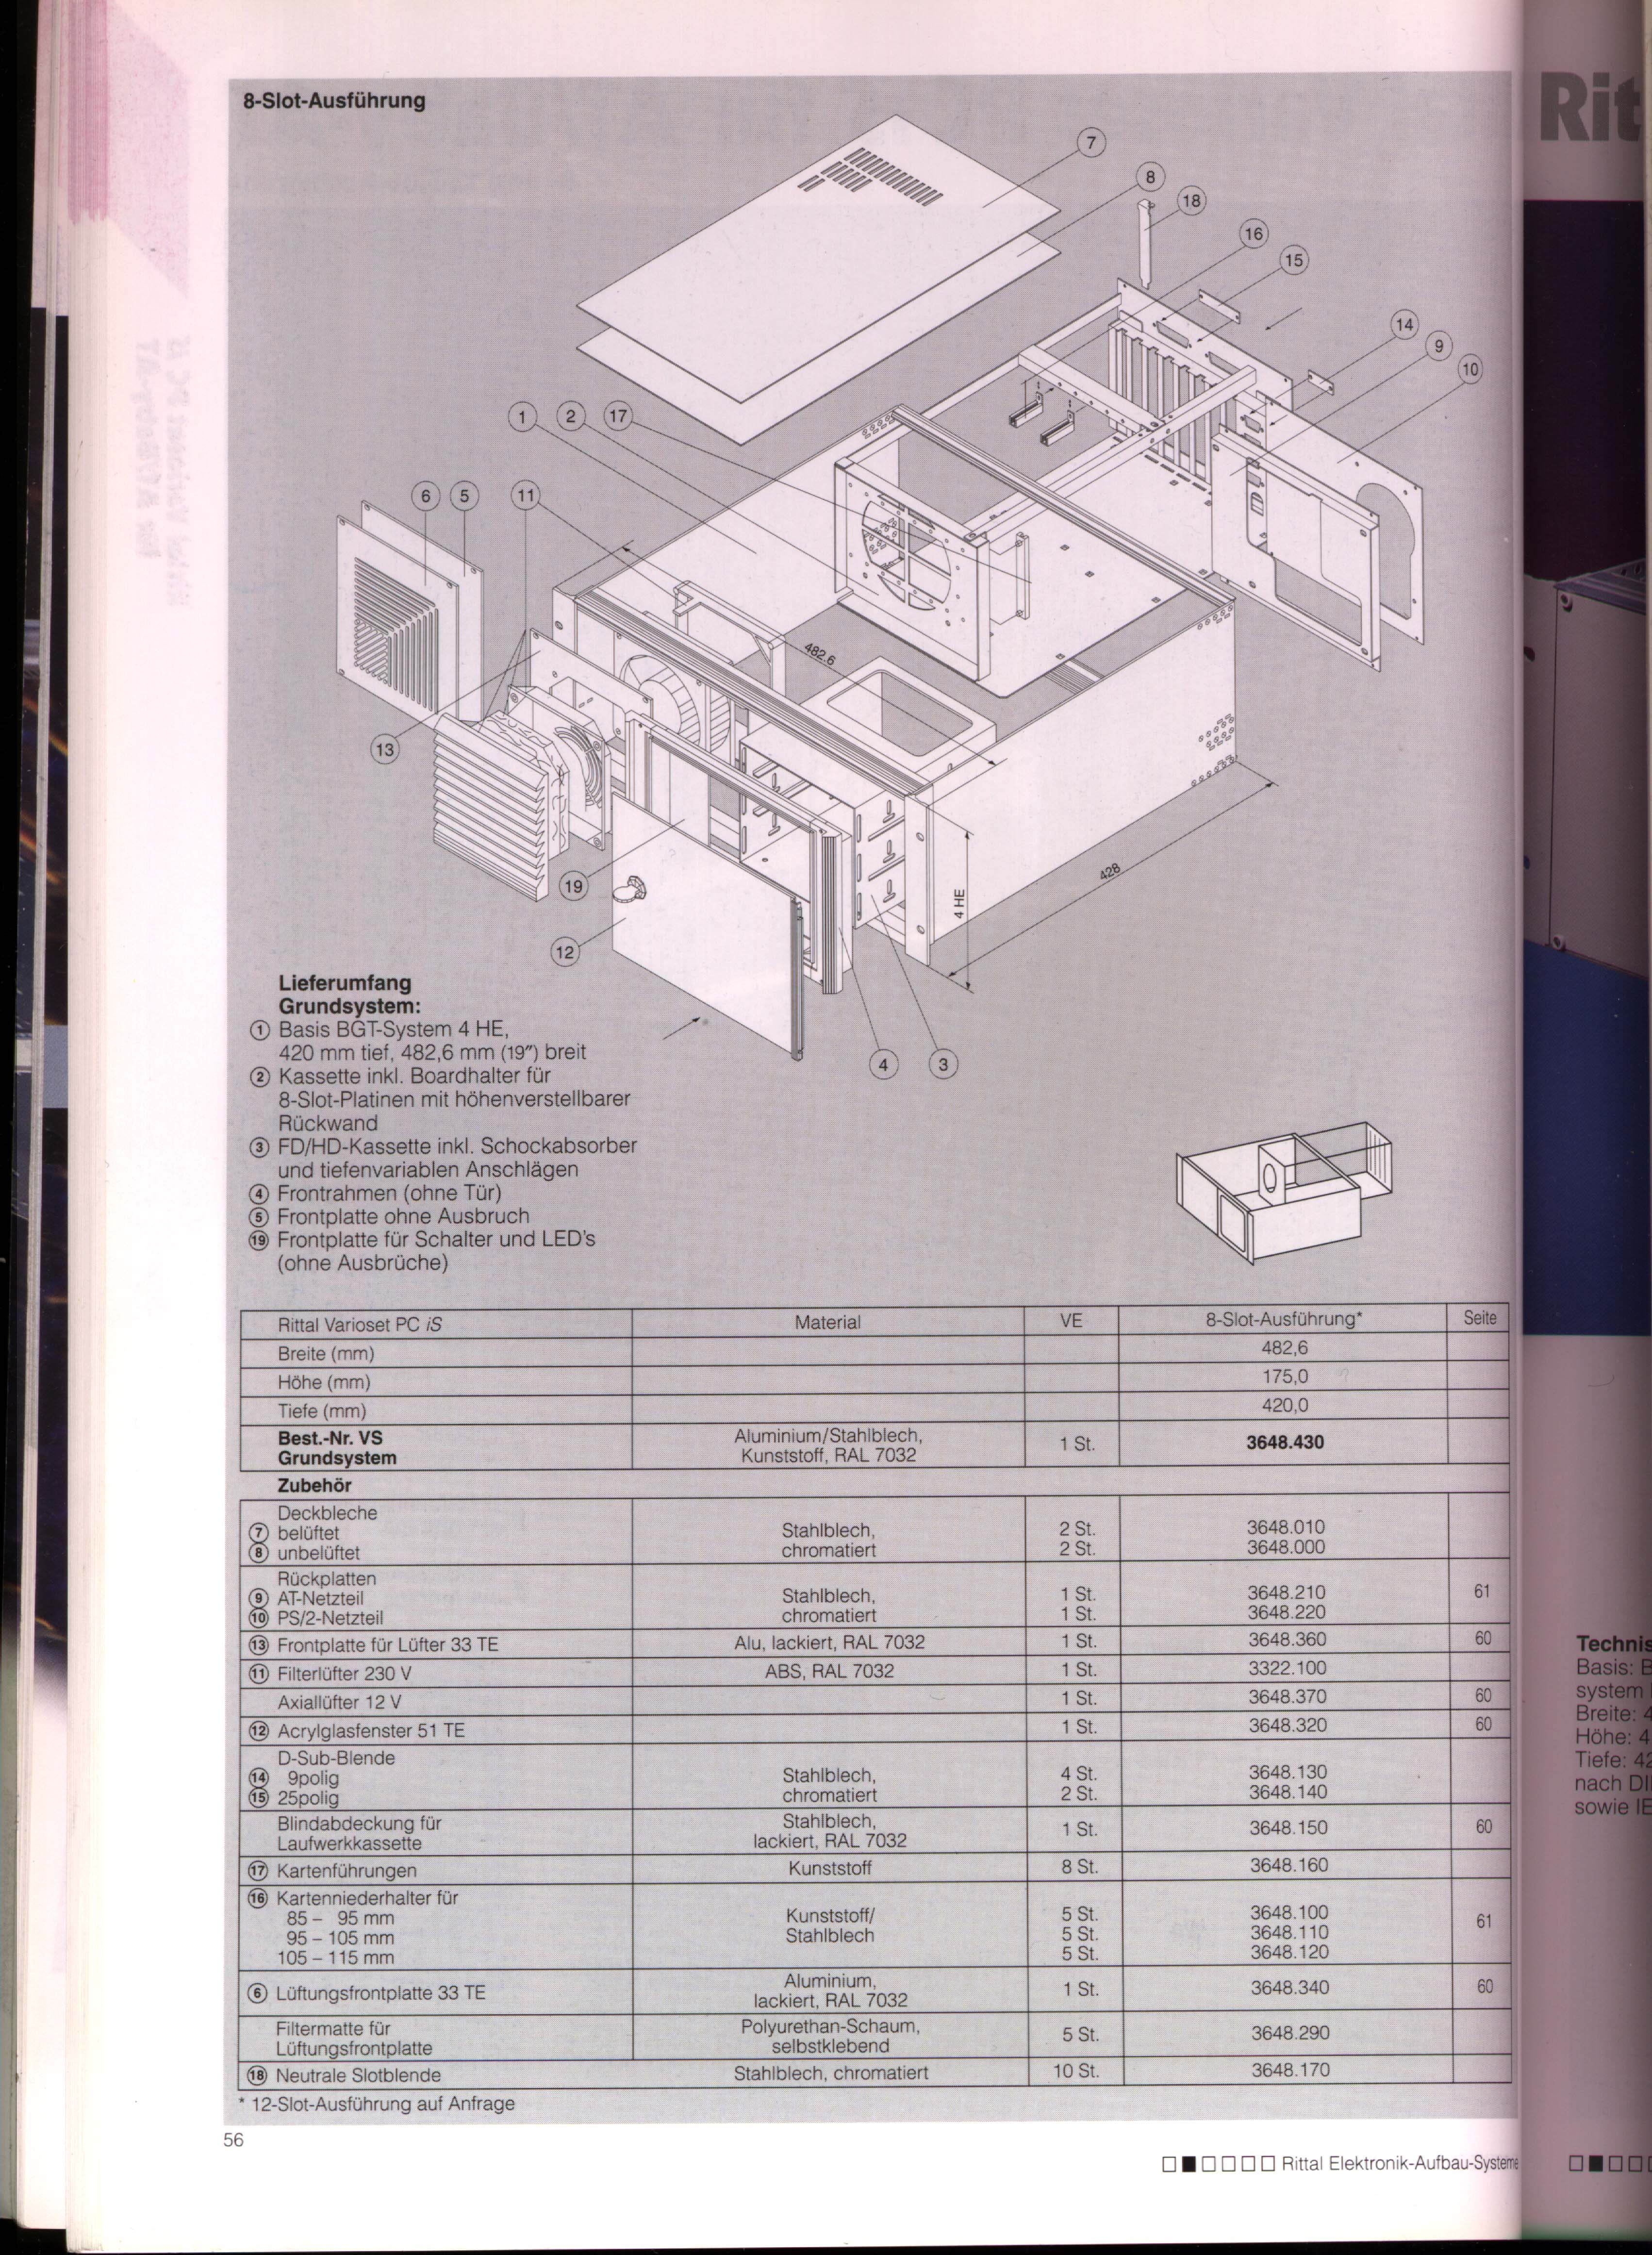 8-Slot-Ausführung
7
8
18
16
15
14
9
10
1
2
17
6
5
11
482.6
13
428
4 HE
19
12
4
3
Lieferumfang
Grundsystem:
① Basis BGT-System 4 HE,
420 mm tief, 482,6 mm (19″) breit
② Kassette inkl. Boardhalter für
8-Slot-Platinen mit höhenverstellbarer
Rückwand
③ FD/HD-Kassette inkl. Schockabsorber
und tiefenvariablen Anschlägen
④ Frontrahmen (ohne Tür)
⑤ Frontplatte ohne Ausbruch
⑲ Frontplatte für Schalter und LED's
(ohne Ausbrüche)
Rittal Varioset PC iS Material VE 8-Slot-Ausführung* Seite
Breite (mm) 482,6
Höhe (mm) 175,0
Tiefe (mm) 420,0
Best.-Nr. VS Aluminium/Stahlblech,
Grundsystem Kunststoff, RAL 7032 1 St. 3648.430
Zubehör
Deckbleche
⑦ belüftet Stahlblech, 2 St. 3648.010
⑧ unbelüftet chromatiert 2 St. 3648.000
Rückplatten
⑨ AT-Netzteil Stahlblech, 1 St. 3648.210 61
⑩ PS/2-Netzteil chromatiert 1 St. 3648.220
⑬ Frontplatte für Lüfter 33 TE Alu, lackiert, RAL 7032 1 St. 3648.360 60
⑪ Filterlüfter 230 V ABS, RAL 7032 1 St. 3322.100
Axiallüfter 12 V 1 St. 3648.370 60
⑫ Acrylglasfenster 51 TE 1 St. 3648.320 60
D-Sub-Blende
⑭ 9polig Stahlblech, 4 St. 3648.130
⑮ 25polig chromatiert 2 St. 3648.140
Blindabdeckung für Stahlblech,
Laufwerkkassette lackiert, RAL 7032 1 St. 3648.150 60
⑰ Kartenführungen Kunststoff 8 St. 3648.160
⑯ Kartenniederhalter für
85 – 95 mm Kunststoff/ 5 St. 3648.100
95 – 105 mm Stahlblech 5 St. 3648.110 61
105 – 115 mm 5 St. 3648.120
⑥ Lüftungsfrontplatte 33 TE Aluminium, lackiert, RAL 7032 1 St. 3648.340 60
Filtermatte für Polyurethan-Schaum,
Lüftungsfrontplatte selbstklebend 5 St. 3648.290
⑱ Neutrale Slotblende Stahlblech, chromatiert 10 St. 3648.170
* 12-Slot-Ausführung auf Anfrage
56
Rittal Elektronik-Aufbau-Systeme
Rit
Technis
Basis: B
system
Breite: 4
Höhe: 4
Tiefe: 42
nach DI
sowie IE